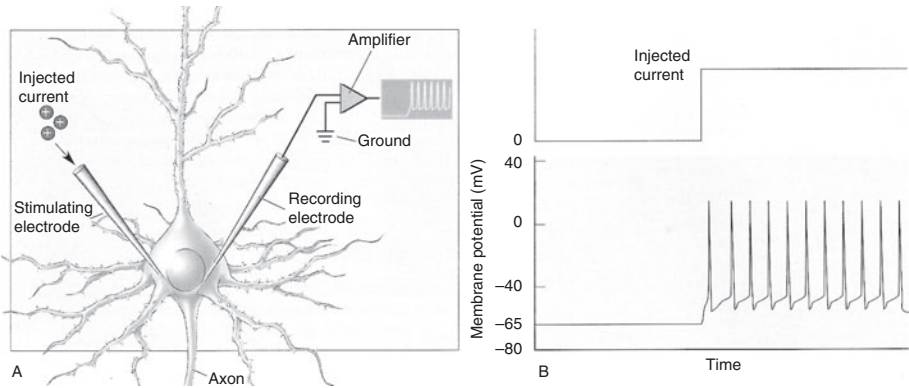 Amplifier
Injected
current
+
+
+
Ground
Stimulating
electrode
Recording
electrode
A
Axon
Injected
current
0
Membrane potential (mV)
40
0
–40
–65
–80
B
Time